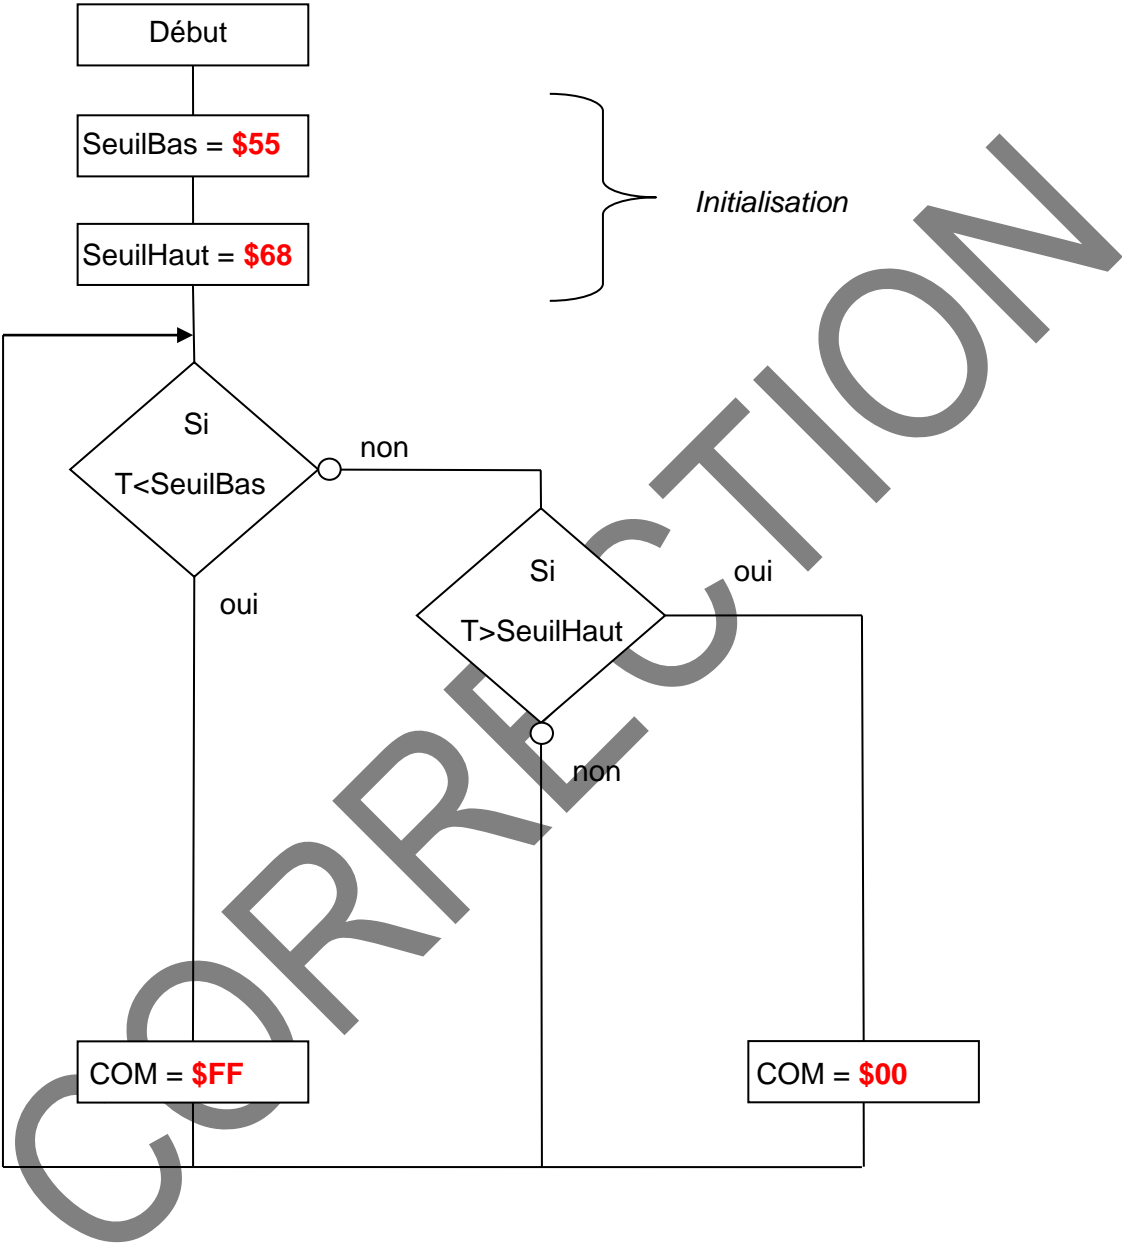 Début
SeuilBas = $55
Initialisation
SeuilHaut = $68
Si
T<SeuilBas
non
oui
Si
T>SeuilHaut
oui
non
COM = $FF
COM = $00
CORRECTION